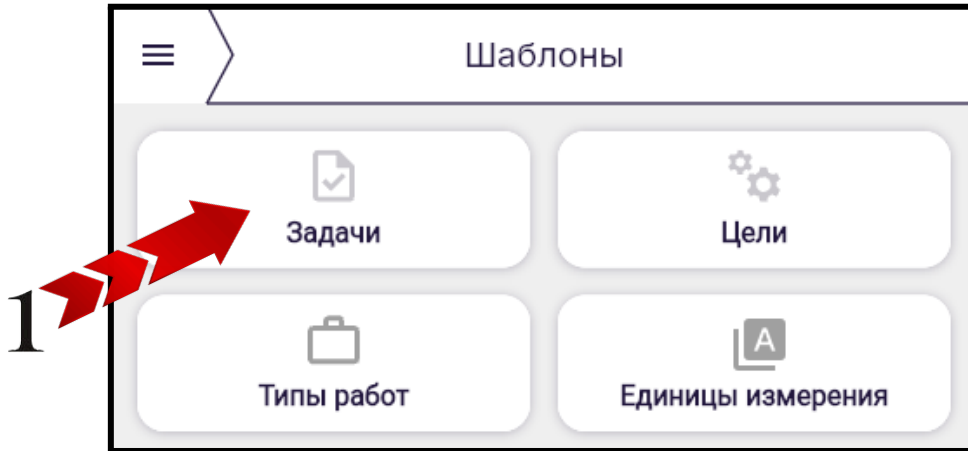 Шаблоны
Задачи
Цели
1
Типы работ
A
Единицы измерения